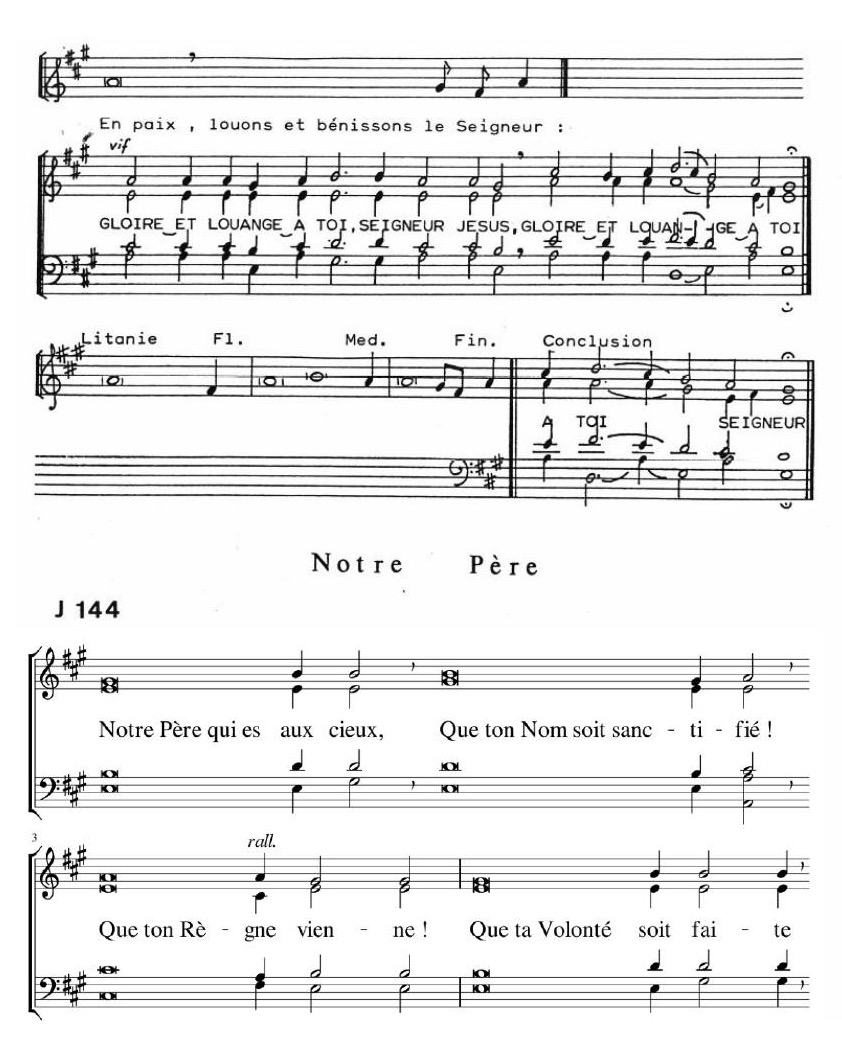 En paix , louons et bénissons le Seigneur :
vif
GLOIRE ET LOUANGE A TOI, SEIGNEUR JESUS, GLOIRE ET LOUAN - GE A TOI
Litanie Fl. Med. Fin. Conclusion
A TOI SEIGNEUR
Notre Père
J 144
Notre Père qui es aux cieux, Que ton Nom soit sanc - ti - fié !
3
rall.
Que ton Rè - gne vien - ne ! Que ta Volonté soit fai - te